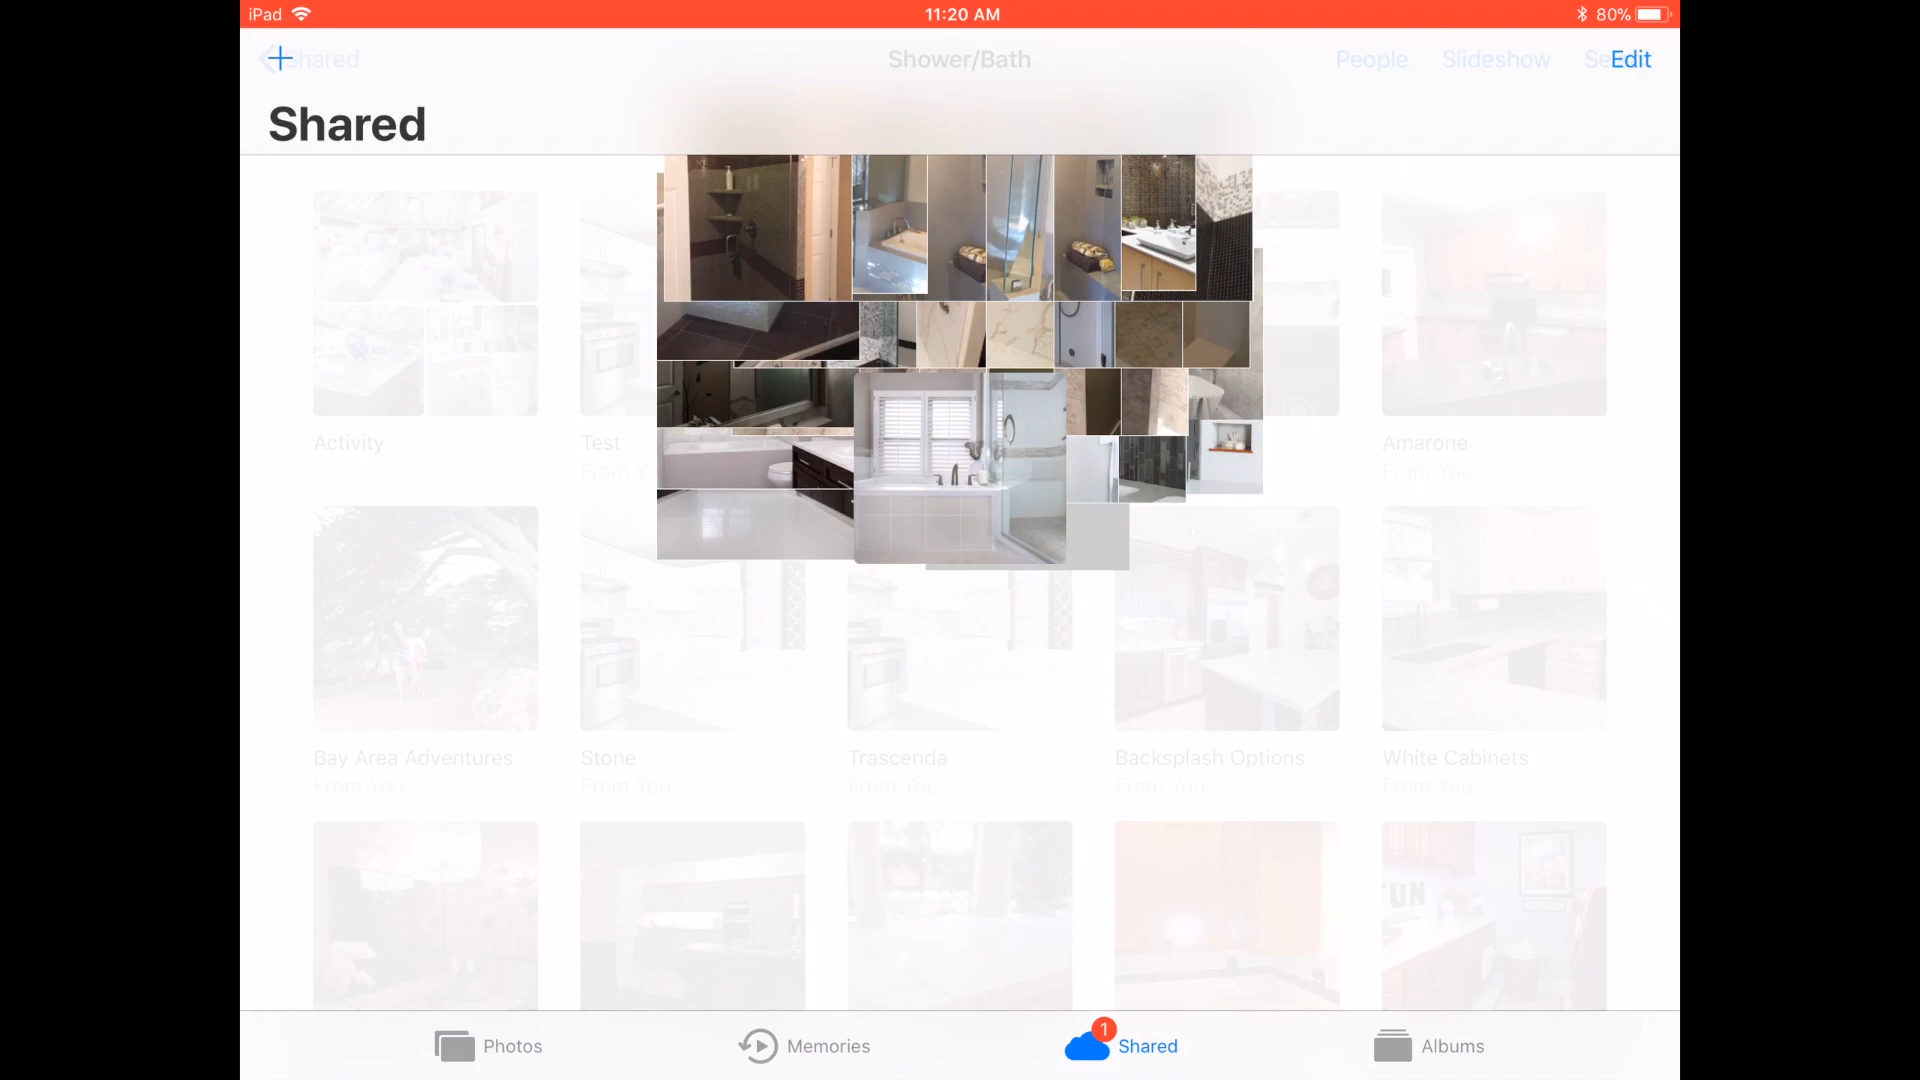 iPad 11:20 AM 80%
Shared Shower/Bath People Slideshow Edit
Shared
Activity
Test
From
Amarone
From You
Bay Area Adventures
From You
Stone
From You
Trascenda
From You
Backsplash Options
From You
White Cabinets
From You
FUN
Photos
Memories
1
Shared
Albums